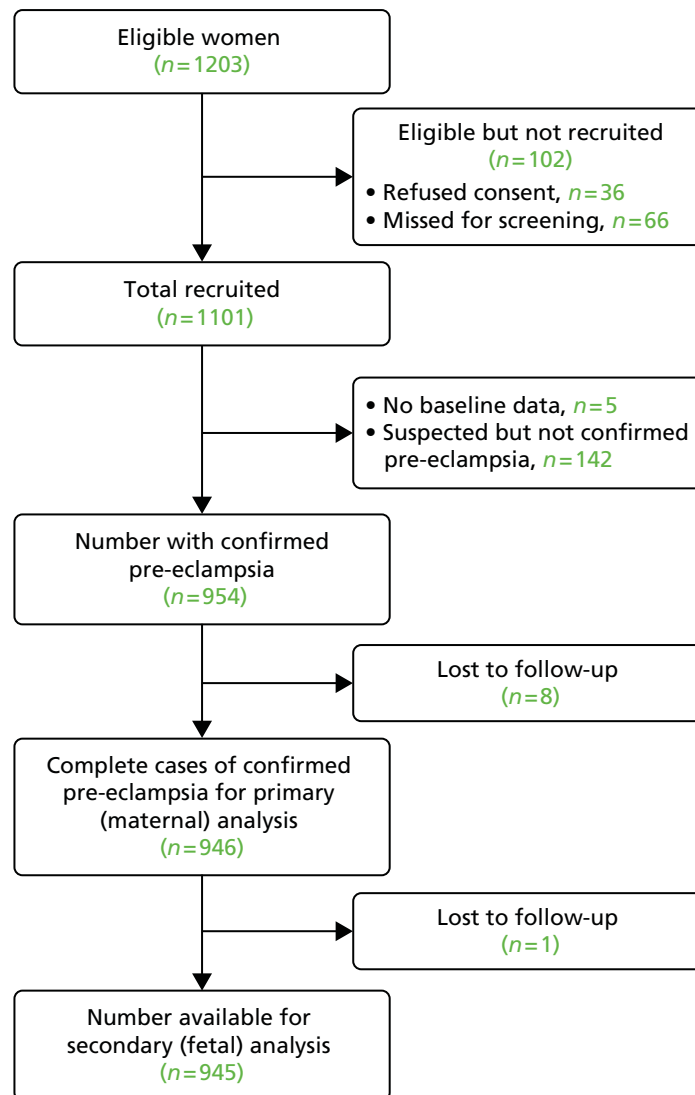 Eligible women
(n=1203)
Eligible but not recruited
(n=102)
• Refused consent, n=36
• Missed for screening, n=66
Total recruited
(n=1101)
• No baseline data, n=5
• Suspected but not confirmed
pre-eclampsia, n=142
Number with confirmed
pre-eclampsia
(n=954)
Lost to follow-up
(n=8)
Complete cases of confirmed
pre-eclampsia for primary
(maternal) analysis
(n=946)
Lost to follow-up
(n=1)
Number available for
secondary (fetal) analysis
(n=945)